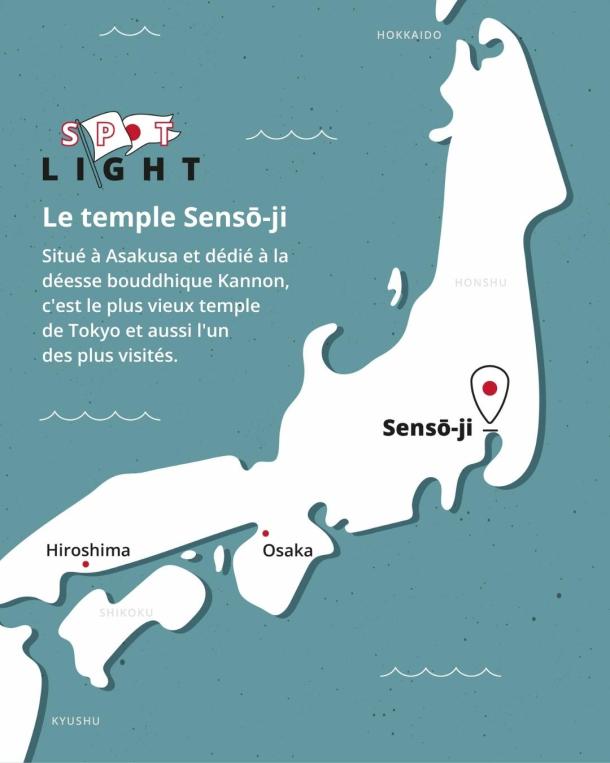 HOKKAIDO
SPOT
LIGHT
Le temple Sensō-ji
Situé à Asakusa et dédié à la
déesse bouddhique Kannon,
c'est le plus vieux temple
de Tokyo et aussi l'un
des plus visités.
HONSHU
Sensō-ji
Hiroshima
Osaka
SHIKOKU
KYUSHU